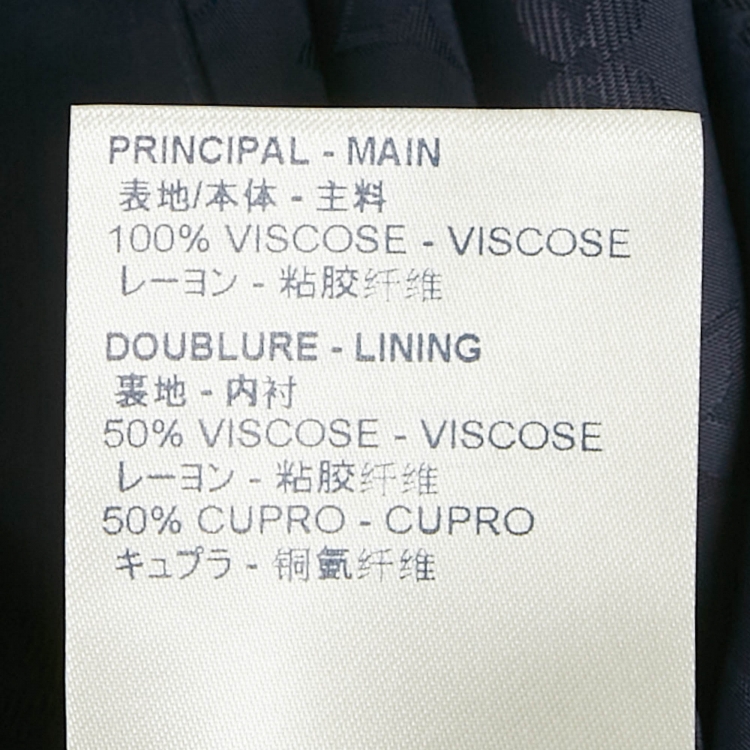 PRINCIPAL - MAIN
表地/本体 - 主料
100% VISCOSE - VISCOSE
レーヨン - 粘胶纤维
DOUBLURE - LINING
裏地 - 内衬
50% VISCOSE - VISCOSE
レーヨン - 粘胶纤维
50% CUPRO - CUPRO
キュプラ - 铜氨纤维